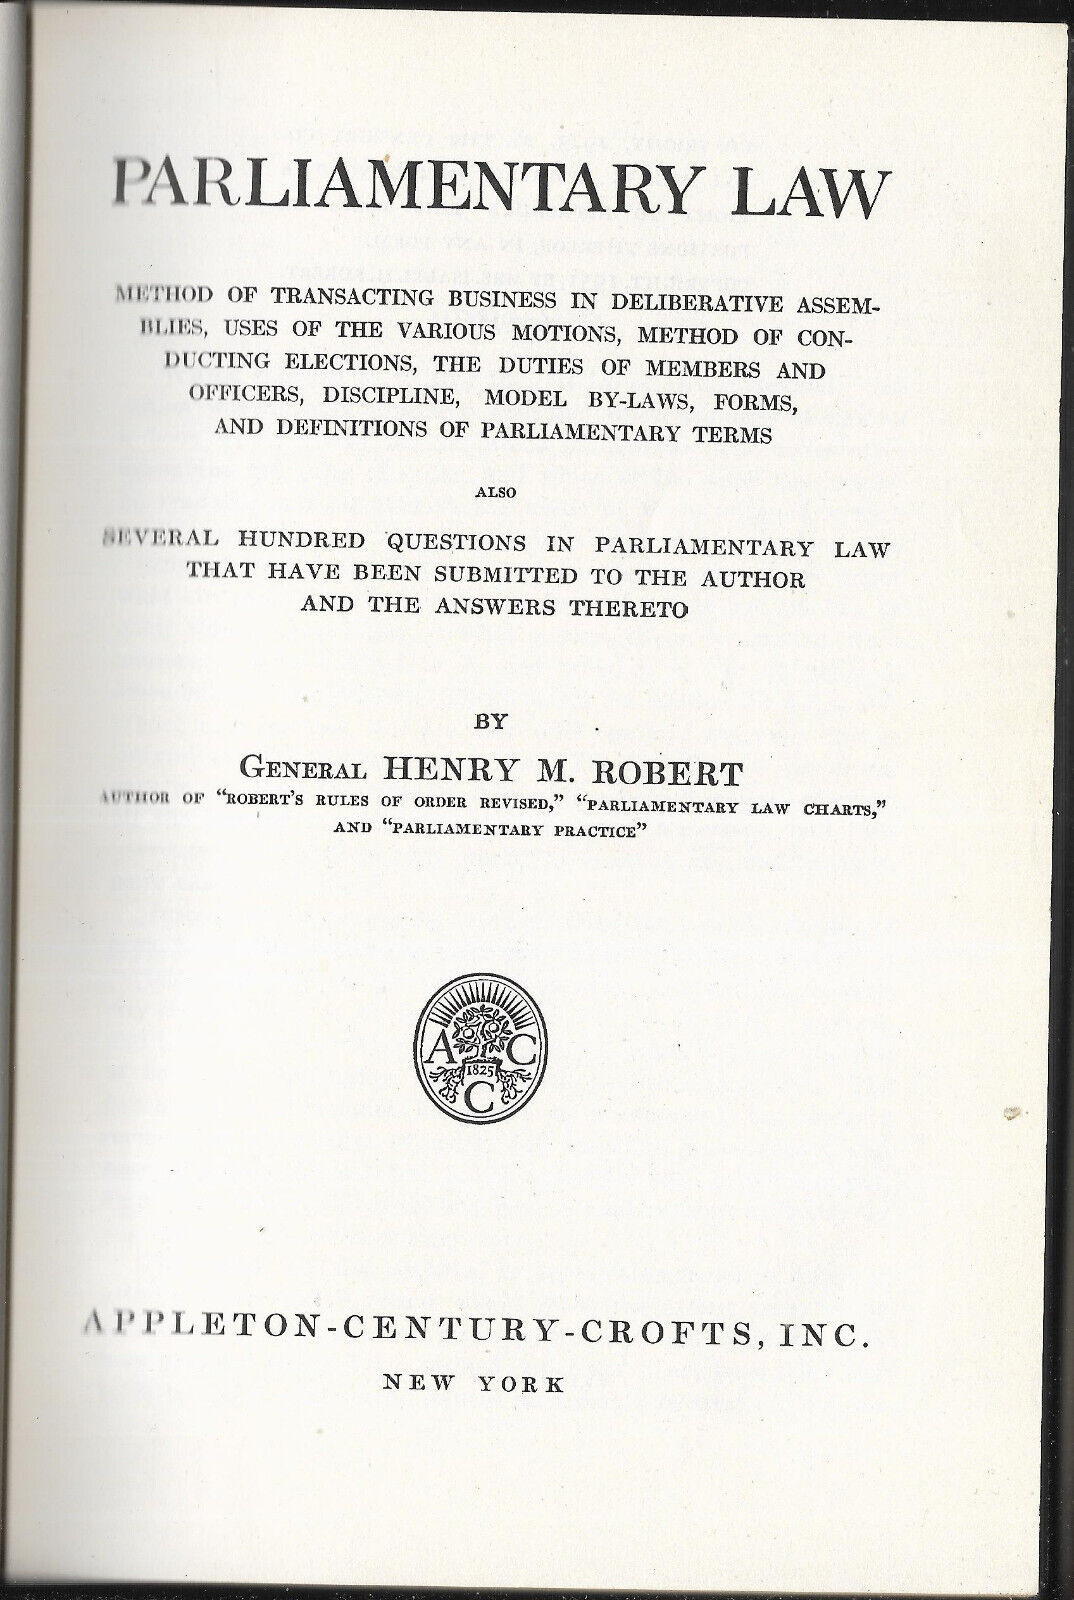 PARLIAMENTARY LAW
METHOD OF TRANSACTING BUSINESS IN DELIBERATIVE ASSEM-
BLIES, USES OF THE VARIOUS MOTIONS, METHOD OF CON-
DUCTING ELECTIONS, THE DUTIES OF MEMBERS AND
OFFICERS, DISCIPLINE, MODEL BY-LAWS, FORMS,
AND DEFINITIONS OF PARLIAMENTARY TERMS
ALSO
SEVERAL HUNDRED QUESTIONS IN PARLIAMENTARY LAW
THAT HAVE BEEN SUBMITTED TO THE AUTHOR
AND THE ANSWERS THERETO
BY
GENERAL HENRY M. ROBERT
AUTHOR OF "ROBERT'S RULES OF ORDER REVISED," "PARLIAMENTARY LAW CHARTS,"
AND "PARLIAMENTARY PRACTICE"
A C
1825
C
APPLETON-CENTURY-CROFTS, INC.
NEW YORK